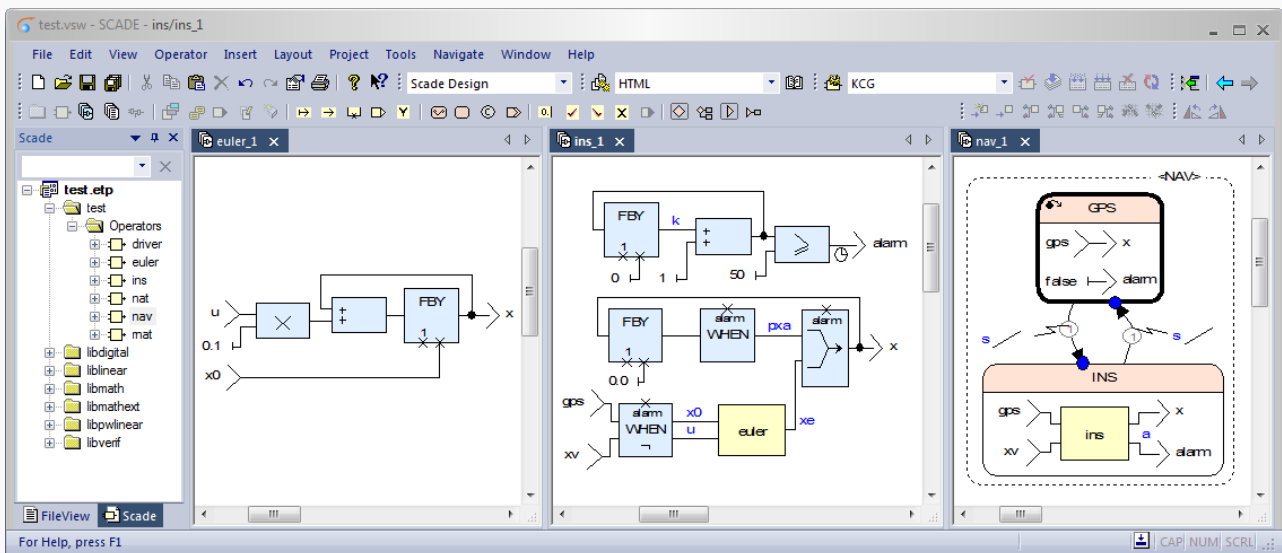 test.vsw - SCADE - ins/ins_1
File Edit View Operator Insert Layout Project Tools Navigate Window Help
Scade Design HTML KCG
Scade
euler_1
ins_1
nav_1
test.etp
test
Operators
driver
euler
ins
nat
nav
mat
libdigital
liblinear
libmath
libmathext
libpwlinear
libverif
FileView
Scade
u
0.1
x0
FBY
1
x
FBY
1
k
0
1
50
alarm
FBY
1
0.0
alarm
WHEN
pxa
alarm
x
gps
xv
alarm
WHEN
x0
u
euler
xe
<NAV>
GPS
gps x
false alarm
s 1 1 s
INS
gps
xv
ins
x
a
alarm
For Help, press F1
CAP NUM SCRL